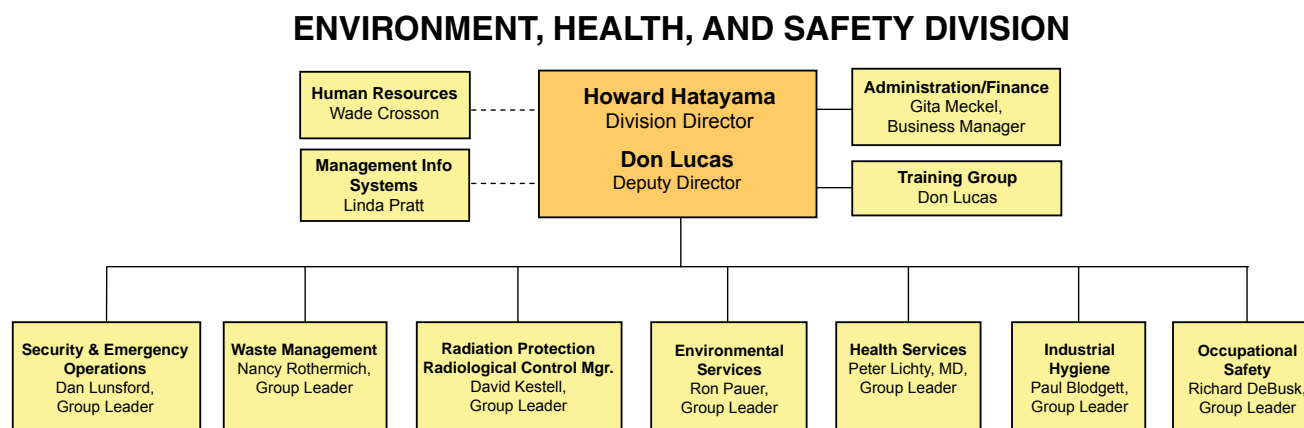 ENVIRONMENT, HEALTH, AND SAFETY DIVISION
Human Resources
Wade Crosson
Howard Hatayama
Division Director
Don Lucas
Deputy Director
Administration/Finance
Gita Meckel,
Business Manager
Management Info
Systems
Linda Pratt
Training Group
Don Lucas
Security & Emergency
Operations
Dan Lunsford,
Group Leader
Waste Management
Nancy Rothermich,
Group Leader
Radiation Protection
Radiological Control Mgr.
David Kestell,
Group Leader
Environmental
Services
Ron Pauer,
Group Leader
Health Services
Peter Lichty, MD,
Group Leader
Industrial
Hygiene
Paul Blodgett,
Group Leader
Occupational
Safety
Richard DeBusk,
Group Leader